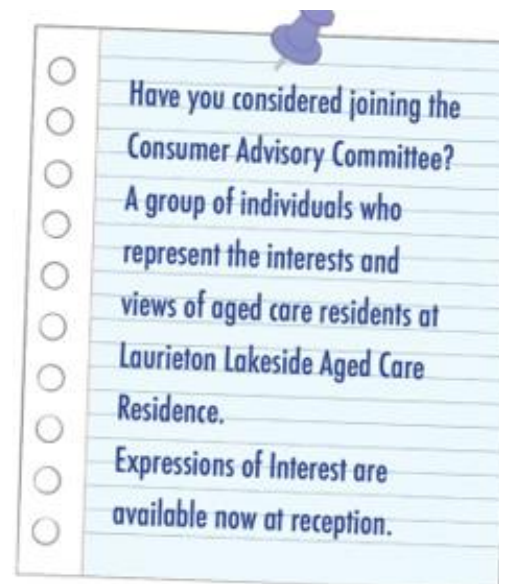 Have you considered joining the
Consumer Advisory Committee?
A group of individuals who
represent the interests and
views of aged care residents at
Laurieton Lakeside Aged Care
Residence.
Expressions of Interest are
available now at reception.